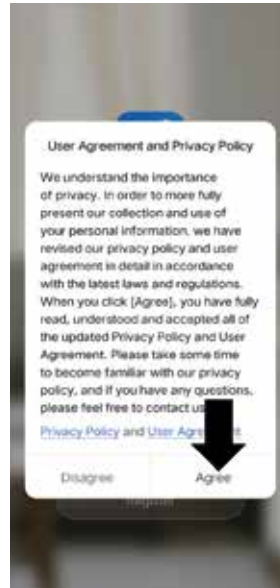 User Agreement and Privacy Policy
We understand the importance
of privacy. In order to more fully
present our collection and use of
your personal information, we have
revised our privacy policy and user
agreement in detail in accordance
with the latest laws and regulations.
When you click [Agree], you have fully
read, understood and accepted all of
the updated Privacy Policy and User
Agreement. Please take some time
to become familiar with our privacy
policy, and if you have any questions,
please feel free to contact
Privacy Policy and User
Disagree Agree